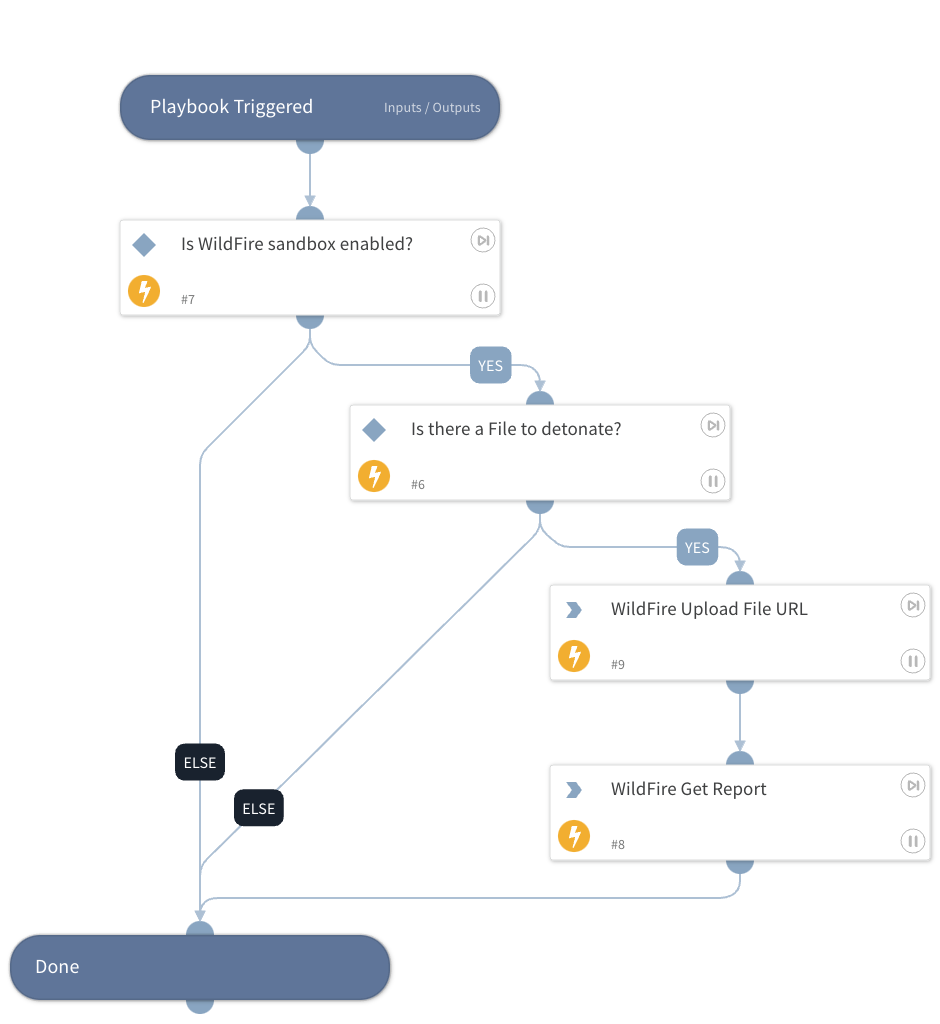 Playbook Triggered
Inputs / Outputs
Is WildFire sandbox enabled?
#7
YES
Is there a File to detonate?
#6
YES
WildFire Upload File URL
#9
ELSE
WildFire Get Report
ELSE
#8
Done